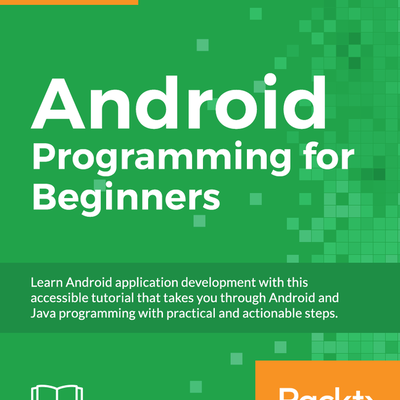 Android
Programming for
Beginners
Learn Android application development with this
accessible tutorial that takes you through Android and
Java programming with practical and actionable steps.
Packt>